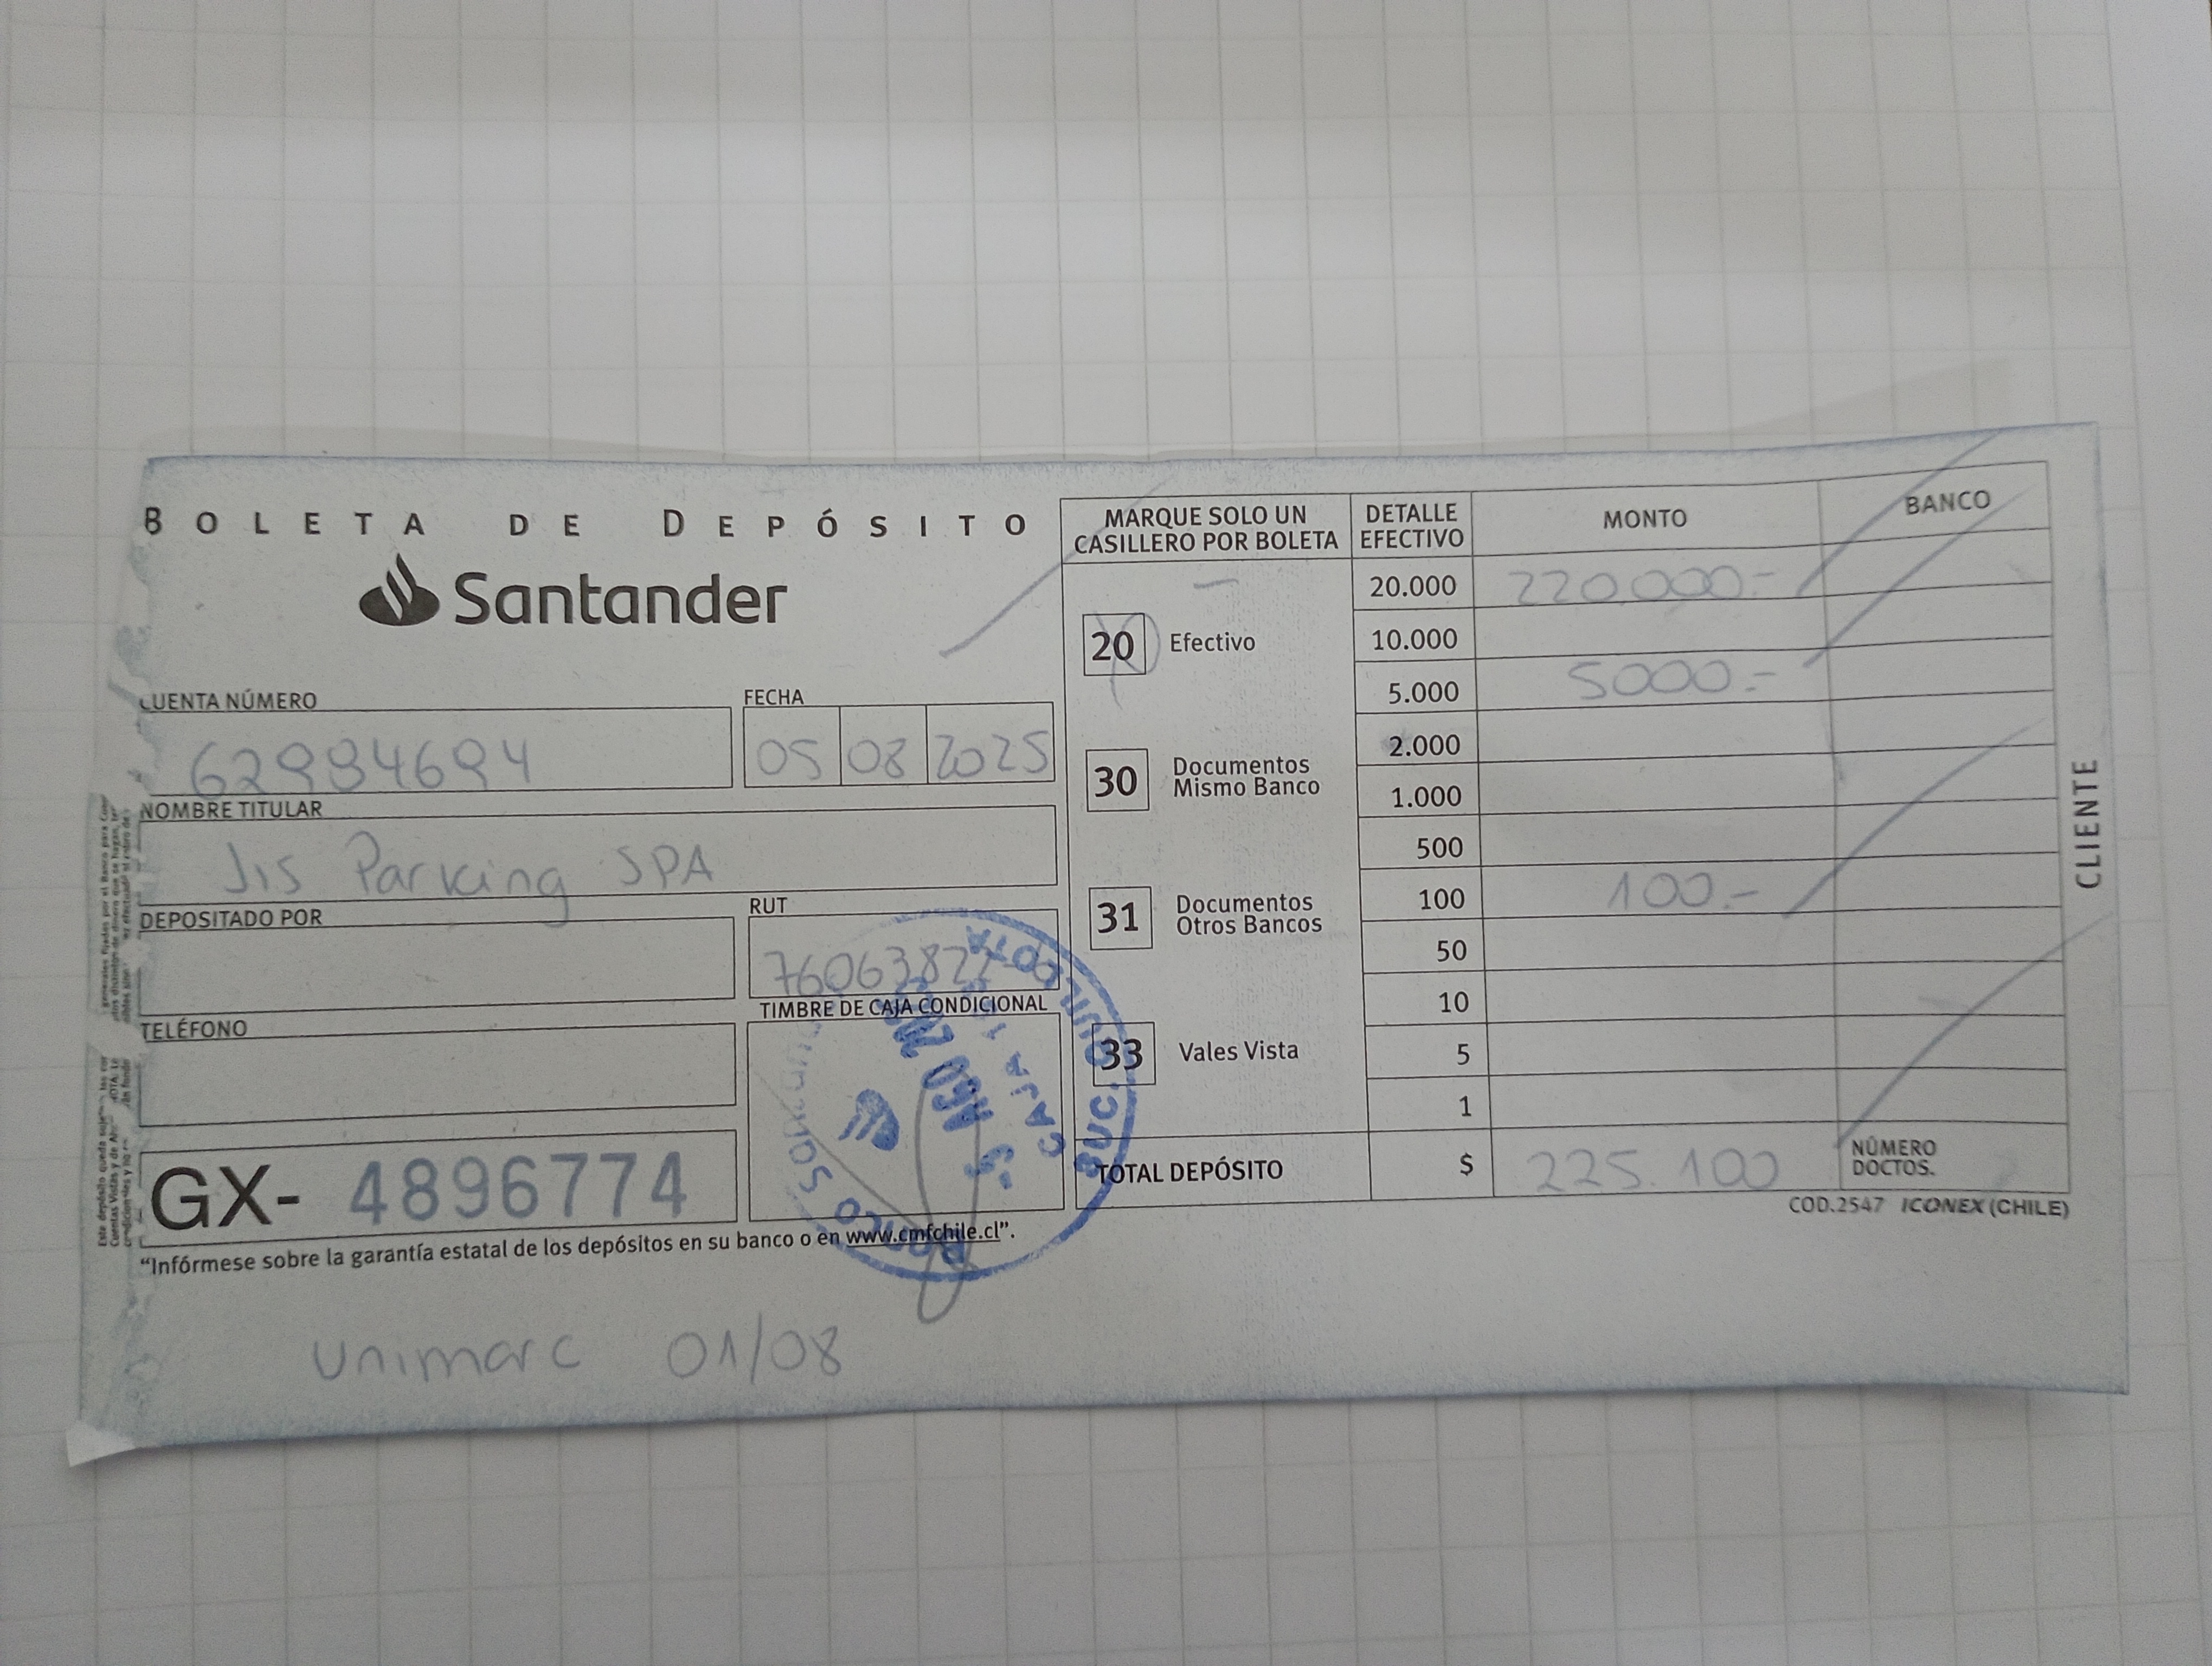 BOLETA DE DEPÓSITO
Santander
CUENTA NÚMERO
62994694
FECHA
05 08 2025
NOMBRE TITULAR
Jis Parking SPA
DEPOSITADO POR
RUT
TELÉFONO
TIMBRE DE CAJA CONDICIONAL
GX- 4896774
"Infórmese sobre la garantía estatal de los depósitos en su banco o en www.cmfchile.cl".
unimarc 01/08
MARQUE SOLO UN
CASILLERO POR BOLETA
20 Efectivo
30 Documentos
Mismo Banco
31 Documentos
Otros Bancos
33 Vales Vista
DETALLE
EFECTIVO
MONTO
BANCO
20.000 220.000.-
10.000
5.000 5000.-
2.000
1.000
500
100 100.-
50
10
5
1
TOTAL DEPÓSITO $ 225.100
NÚMERO
DOCTOS.
COD.2547 ICONEX (CHILE)
CLIENTE
SUC. QUILLOTA
CAJA
AGO